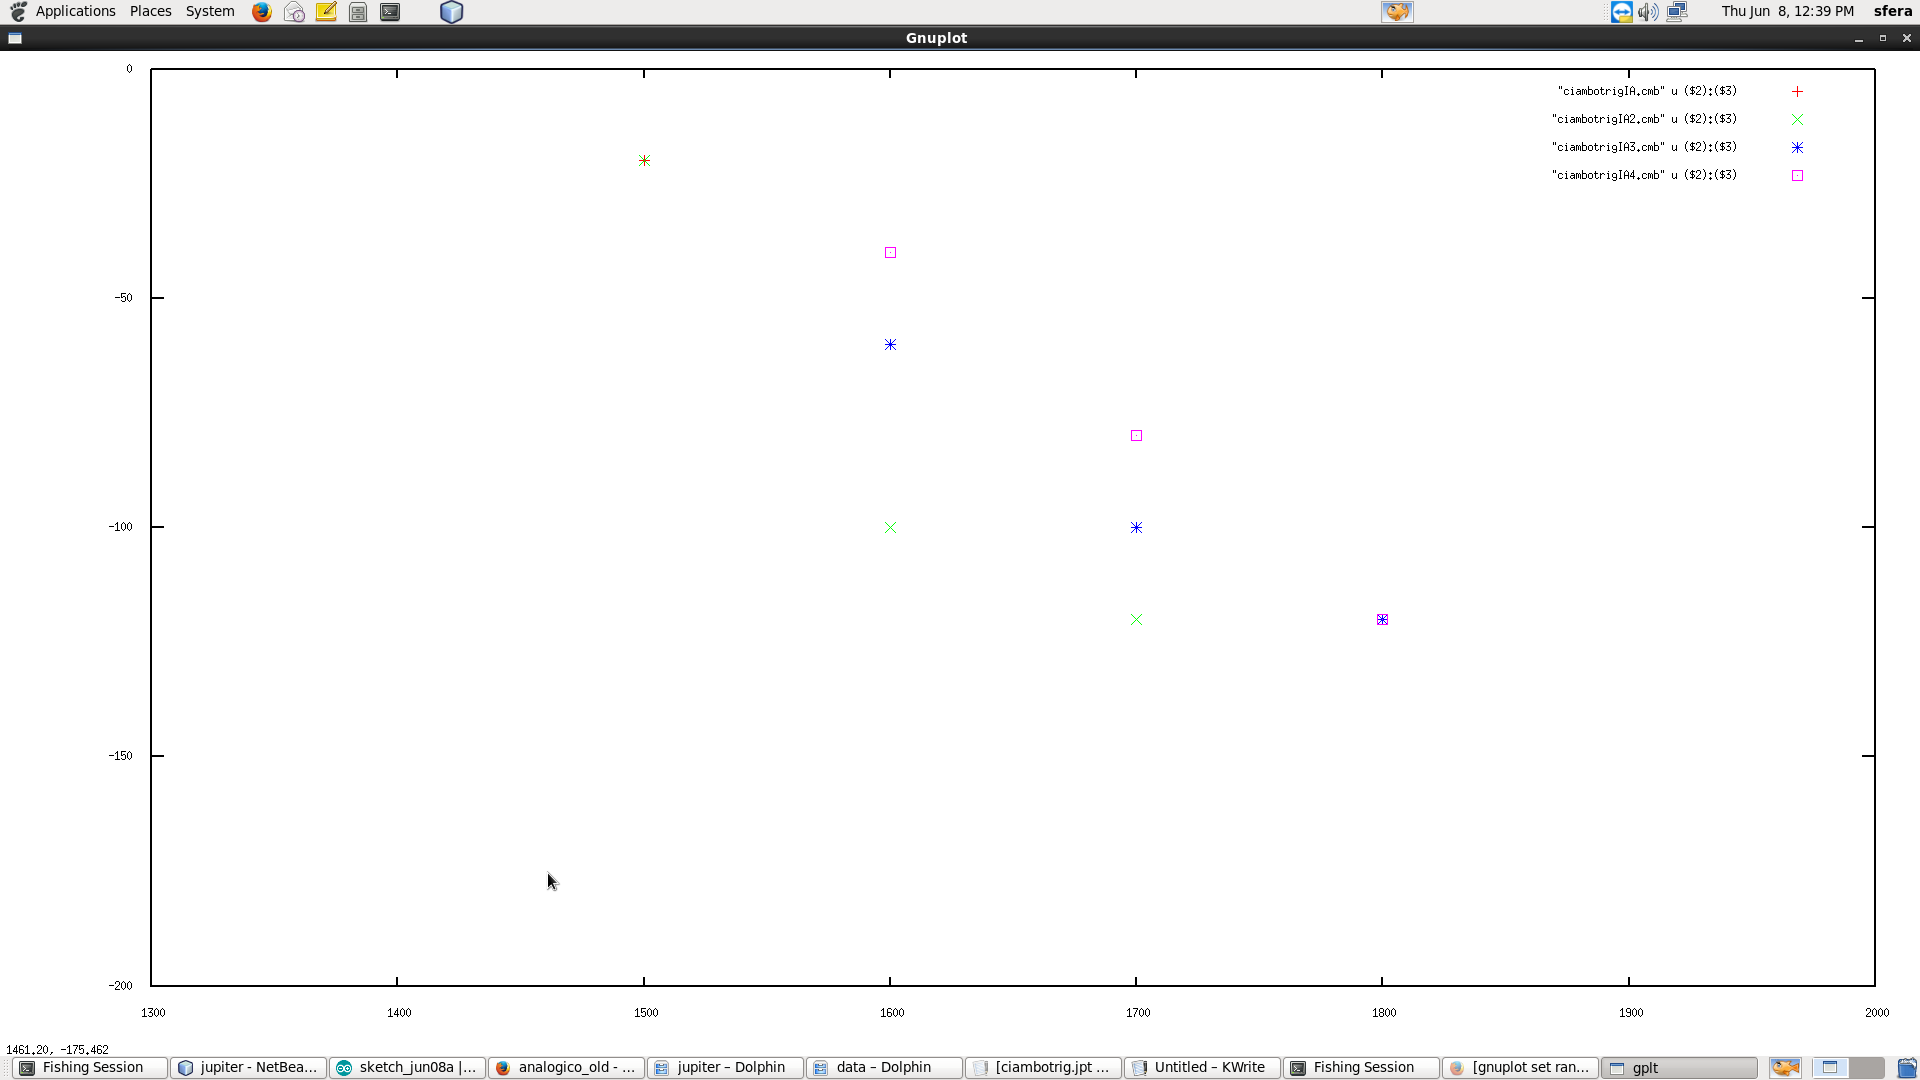 Applications Places System Thu Jun 8, 12:39 PM sfera
Gnuplot
0
"ciambotrigIA.cmb" u ($2):($3)
"ciambotrigIA2.cmb" u ($2):($3)
"ciambotrigIA3.cmb" u ($2):($3)
"ciambotrigIA4.cmb" u ($2):($3)
-50
-100
-150
-200
1300 1400 1500 1600 1700 1800 1900 2000
1461.20, -175.462
Fishing Session jupiter - NetBea... sketch_jun08a |... analogico_old - ... jupiter – Dolphin data – Dolphin [ciambotrig.jpt ... Untitled – KWrite Fishing Session [gnuplot set ran... gplt